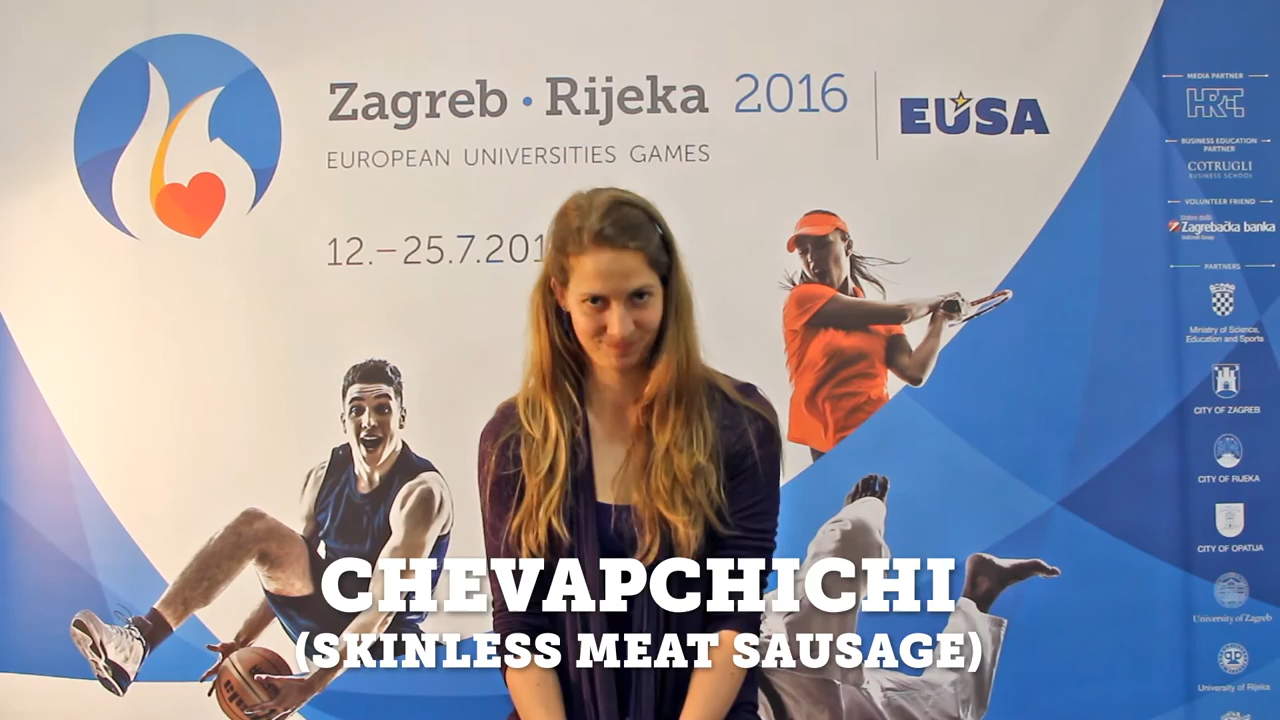 Zagreb · Rijeka 2016
EUSA
EUROPEAN UNIVERSITIES GAMES
12.–25.7.201
MEDIA PARTNER
HRT
BUSINESS EDUCATION
PARTNER
COTRUGLI
BUSINESS SCHOOL
VOLUNTEER FRIEND
Zagrebačka banka
PARTNERS
Ministry of Science,
Education and Sports
CITY OF ZAGREB
CITY OF RIJEKA
CITY OF OPATIJA
University of Zagreb
University of Rijeka
CHEVAPCHICHI
(SKINLESS MEAT SAUSAGE)